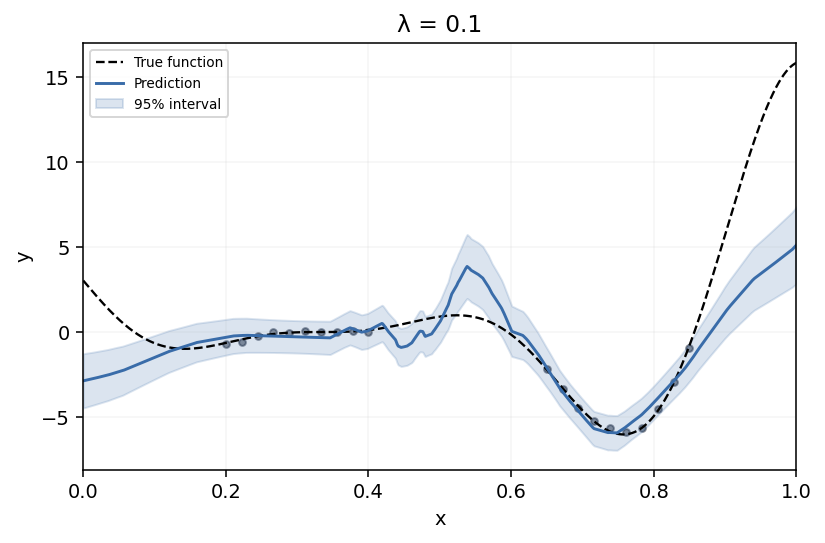 λ = 0.1
True function
Prediction
95% interval
y
15
10
5
0
−5
0.0 0.2 0.4 0.6 0.8 1.0
x